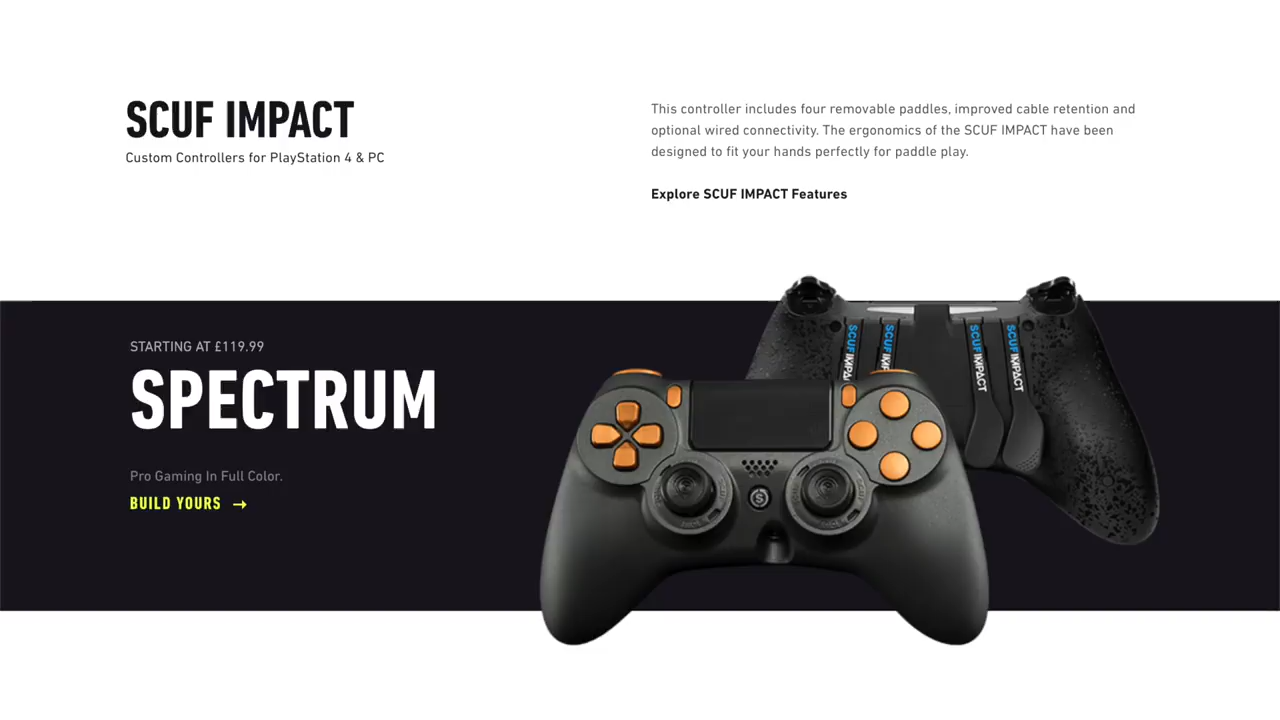 SCUF IMPACT
Custom Controllers for PlayStation 4 & PC
This controller includes four removable paddles, improved cable retention and
optional wired connectivity. The ergonomics of the SCUF IMPACT have been
designed to fit your hands perfectly for paddle play.
Explore SCUF IMPACT Features
STARTING AT £119.99
SPECTRUM
Pro Gaming In Full Color.
BUILD YOURS →
SCUF IMPA
SCUF IMP
SCUF IMPACT
SCUF IMPACT